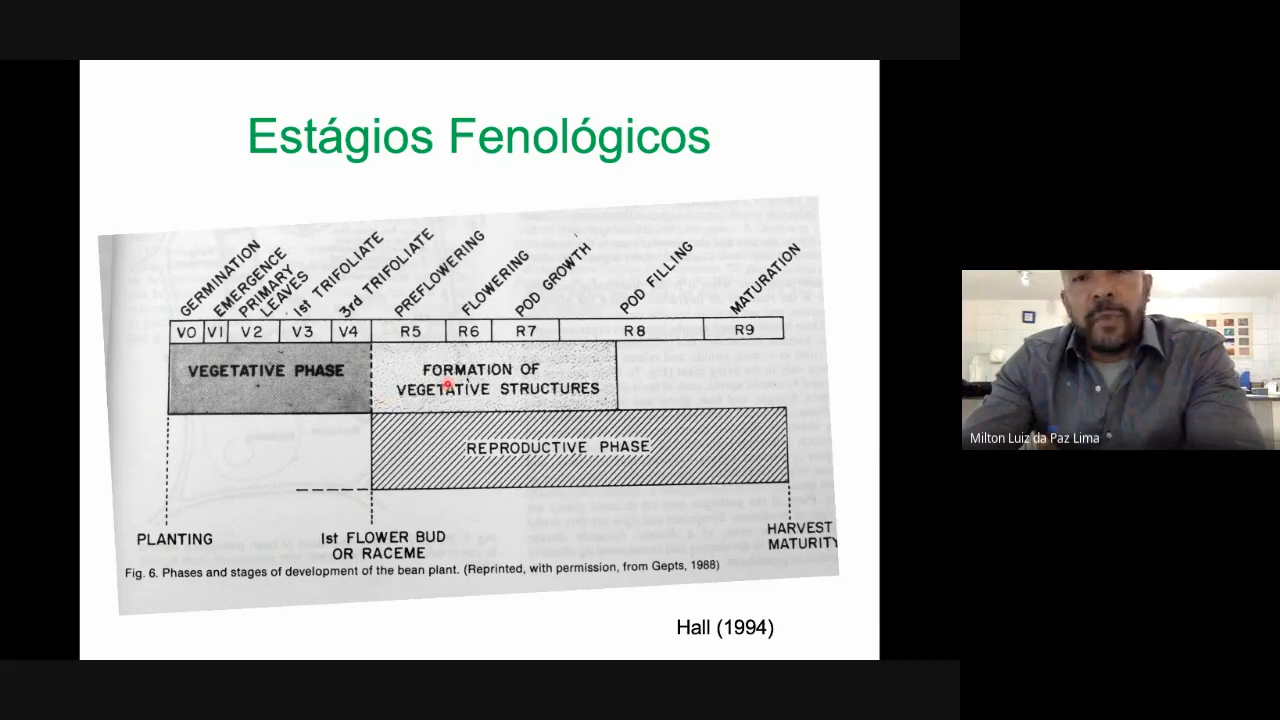 Estágios Fenológicos
GERMINATION
EMERGENCE
PRIMARY
LEAVES
1st TRIFOLIATE
3rd TRIFOLIATE
PREFLOWERING
FLOWERING
POD GROWTH
POD FILLING
MATURATION
V0 V1 V2 V3 V4 R5 R6 R7 R8 R9
VEGETATIVE PHASE
FORMATION OF
VEGETATIVE STRUCTURES
REPRODUCTIVE PHASE
PLANTING
1st FLOWER BUD
OR RACEME
HARVEST
MATURITY
Fig. 6. Phases and stages of development of the bean plant. (Reprinted, with permission, from Gepts, 1988)
Hall (1994)
Milton Luiz da Paz Lima